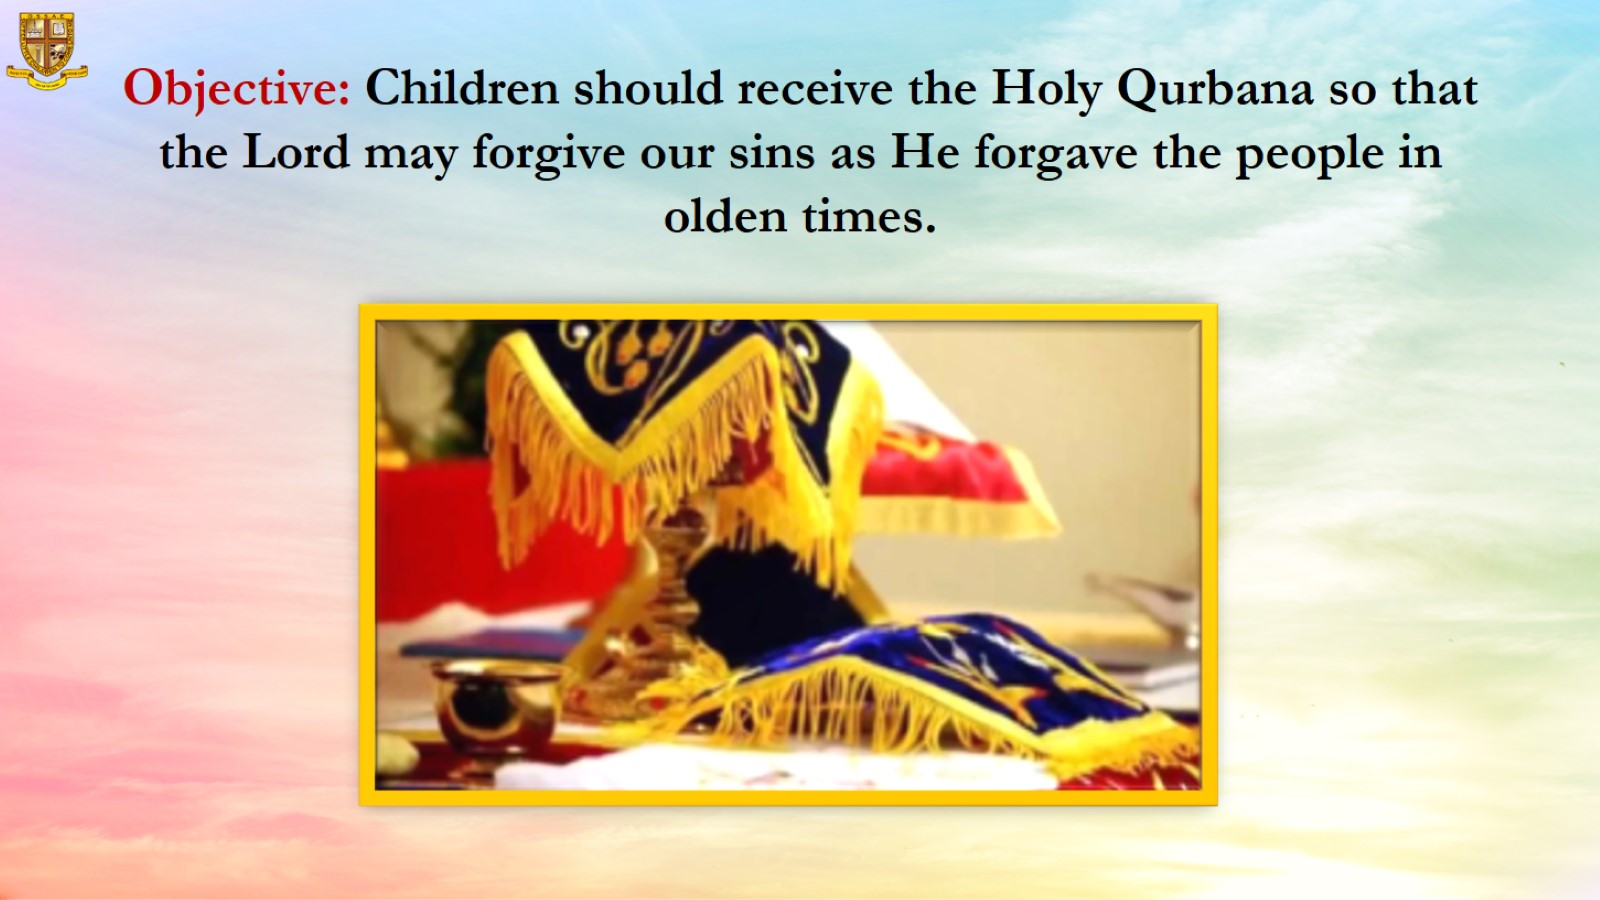 Objective: Children should receive the Holy Qurbana so that
the Lord may forgive our sins as He forgave the people in
olden times.